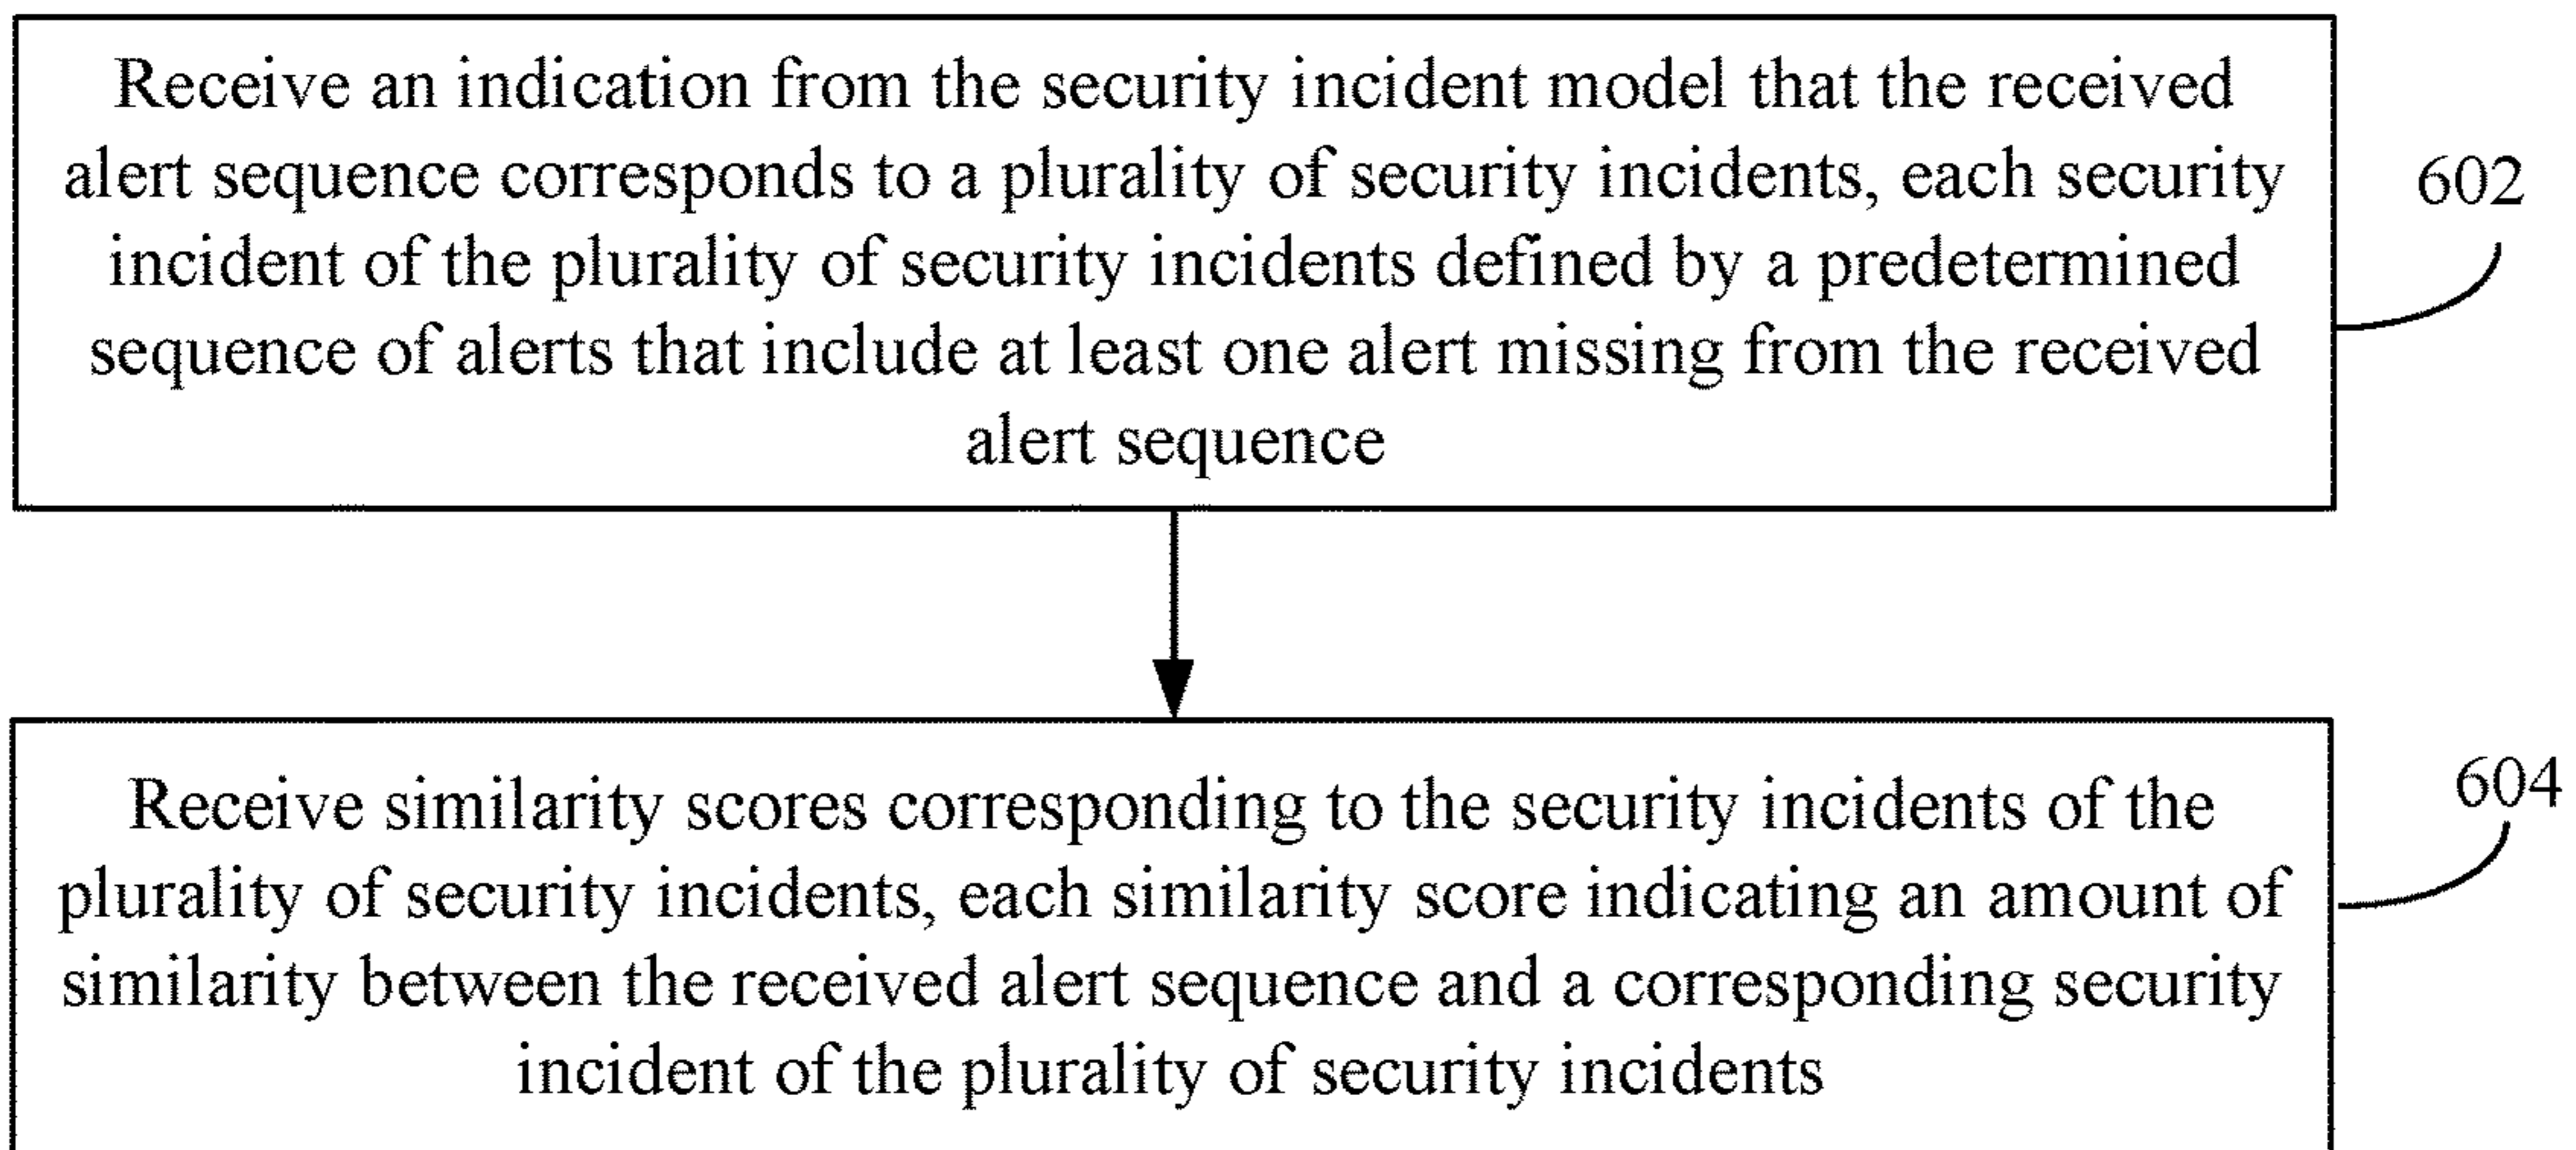 Receive an indication from the security incident model that the received
alert sequence corresponds to a plurality of security incidents, each security
incident of the plurality of security incidents defined by a predetermined
sequence of alerts that include at least one alert missing from the received
alert sequence
602
Receive similarity scores corresponding to the security incidents of the
plurality of security incidents, each similarity score indicating an amount of
similarity between the received alert sequence and a corresponding security
incident of the plurality of security incidents
604